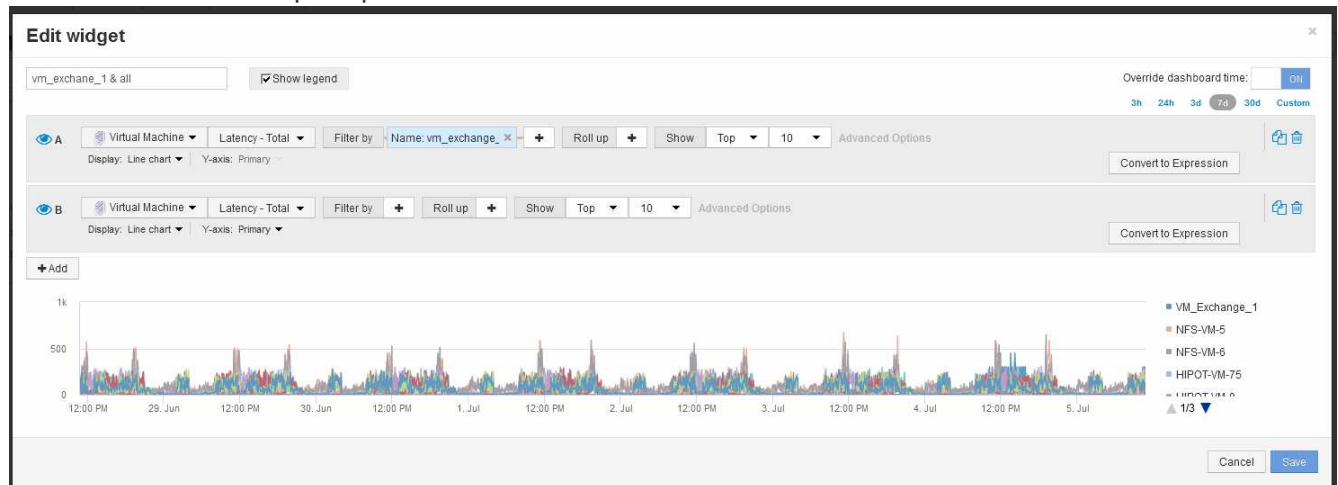 Edit widget ×
vm_exchane_1 & all Show legend Override dashboard time: ON
3h 24h 3d 7d 30d Custom
A Virtual Machine Latency - Total Filter by Name: vm_exchange_ × + Roll up + Show Top 10 Advanced Options
Display: Line chart Y-axis: Primary Convert to Expression
B Virtual Machine Latency - Total Filter by + Roll up + Show Top 10 Advanced Options
Display: Line chart Y-axis: Primary Convert to Expression
+ Add
1k
500
0
12:00 PM 29. Jun 12:00 PM 30. Jun 12:00 PM 1. Jul 12:00 PM 2. Jul 12:00 PM 3. Jul 12:00 PM 4. Jul 12:00 PM 5. Jul
VM_Exchange_1
NFS-VM-5
NFS-VM-6
HIPOT-VM-75
1/3
Cancel Save